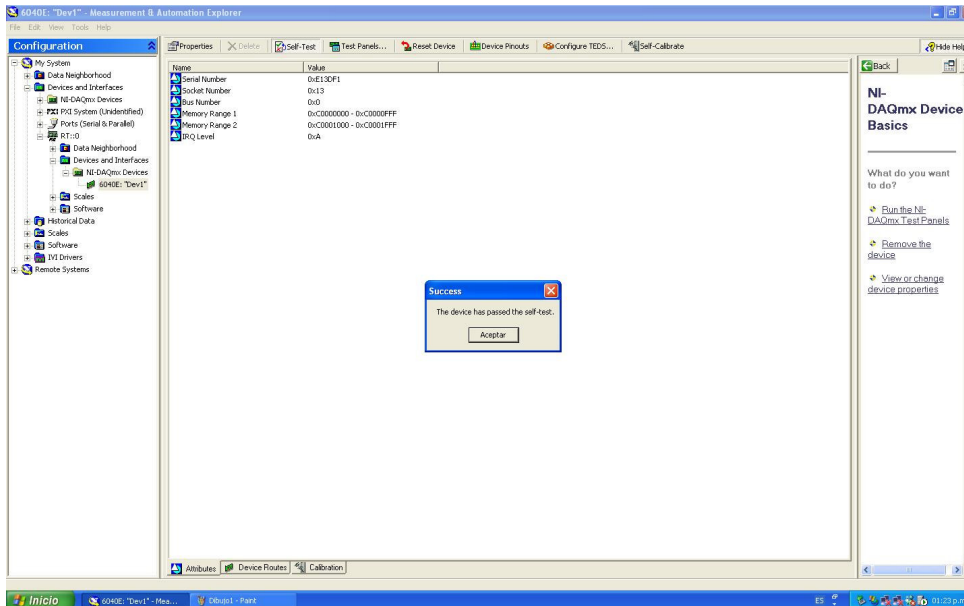 6040E: "Dev1" - Measurement & Automation Explorer
File Edit View Tools Help
Configuration
Properties Delete Self-Test Test Panels... Reset Device Device Pinouts Configure TEDS... Self-Calibrate Hide Help
My System
Data Neighborhood
Devices and Interfaces
NI-DAQmx Devices
PXI PXI System (Unidentified)
Ports (Serial & Parallel)
RT::0
Data Neighborhood
Devices and Interfaces
NI-DAQmx Devices
6040E: "Dev1"
Scales
Software
Historical Data
Scales
Software
IVI Drivers
Remote Systems
Name Value
Serial Number 0xE13DF1
Socket Number 0x13
Bus Number 0x0
Memory Range 1 0xC0000000 - 0xC0000FFF
Memory Range 2 0xC0001000 - 0xC0001FFF
IRQ Level 0xA
Success
The device has passed the self-test.
Aceptar
Back
NI-
DAQmx Device
Basics
What do you want
to do?
Run the NI-
DAQmx Test Panels
Remove the
device
View or change
device properties
Attributes Device Routes Calibration
Inicio 6040E: "Dev1" - Mea... Dibujo1 - Paint ES 01:23 p.m.